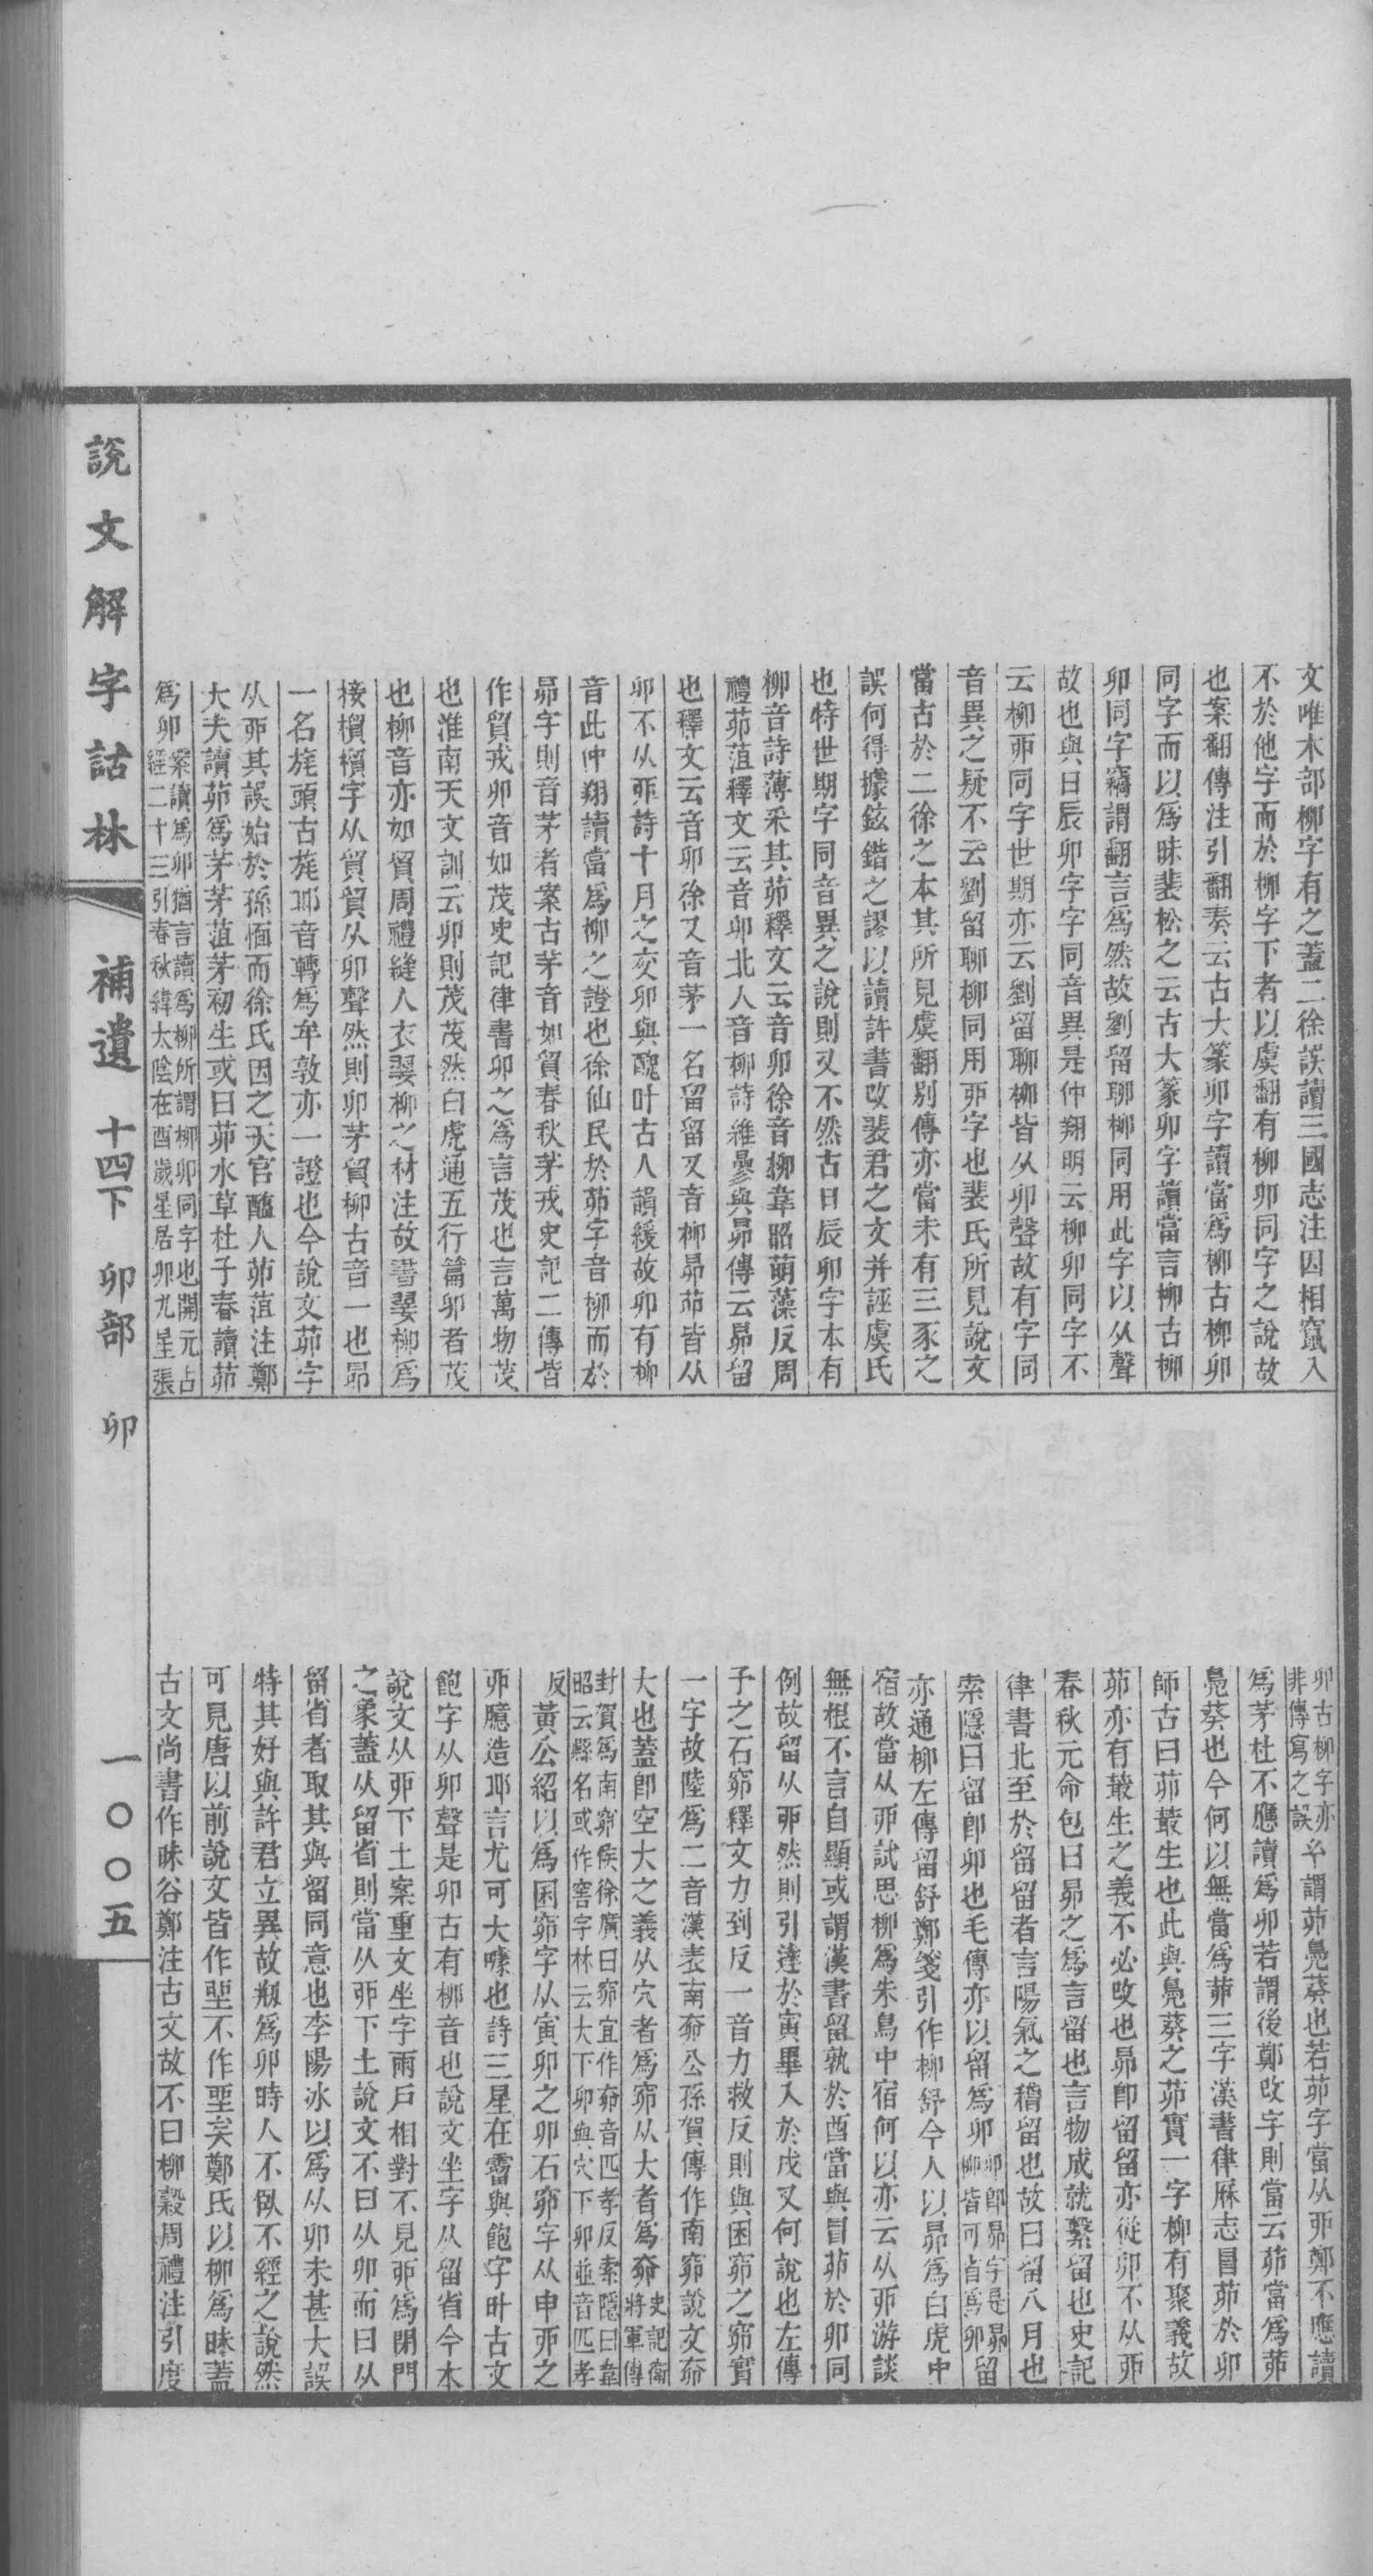 文唯木部柳字有之蓋二徐誤讀三國志注因相竄入
不於他字而於柳字下者以虞翻有柳卯同字之說故
也案翻傳注引翻奏云古大篆卯字讀當爲柳古柳卯
同字而以爲昧裴松之云古大篆卯字讀當言柳古柳
卯同字竊謂翻言爲然故劉留聊柳同用此字以从聲
故也與日辰卯字字同音異是仲翔明云柳卯同字不
云柳丣同字世期亦云劉留聊柳皆从卯聲故有字同
音異之疑不云劉留聊柳同用丣字也裴氏所見說文
當古於二徐之本其所見虞翻別傳亦當未有三豕之
誤何得據鉉錯之謬以讀許書改裴君之文并誣虞氏
也特世期字同音異之說則又不然古日辰卯字本有
柳音詩薄采其茆釋文云音卯徐音柳韋昭萌藻反周
禮茆菹釋文云音卯北人音柳詩維參與昴傳云昴留
也釋文云音卯徐又音茅一名留留又音柳昴茆皆从
卯不从丣詩十月之交卯與醜叶古人韻緩故卯有柳
音此仲翔讀當爲柳之證也徐仙民於茆字音柳而於
昴字則音茅者案古茅音如貿春秋茅戎史記二傳皆
作貿戎卯音如茂史記律書卯之爲言茂也言萬物茂
也淮南天文訓云卯則茂茂然白虎通五行篇卯者茂
也柳音亦如貿周禮縫人衣翣柳之材注故書翣柳爲
接櫝櫝字从貿貿从卯聲然則卯茅貿柳古音一也昴
一名旄頭古旄丣音轉爲牟敦亦一證也今說文茆字
从丣其誤始於孫愐而徐氏因之天官醢人茆菹注鄭
大夫讀茆爲茅茅菹茅初生或曰茆水草杜子春讀茆
爲卯案讀爲卯猶言讀爲柳所謂柳卯同字也開元占
經二十三引春秋緯太陰在酉歲星居卯九星張
卯古柳字亦
非傳寫之誤今謂茆鳧葵也若茆字當从丣鄭不應讀
爲茅杜不應讀爲卯若謂後鄭改字則當云茆當爲茆
鳧葵也今何以無當爲茆三字漢書律厤志冒茆於卯
師古曰茆叢生也此與鳧葵之茆實一字柳有聚義故
茆亦有叢生之義不必改也昴卽留留亦從卯不从丣
春秋元命包曰昴之爲言留也言物成就繫留也史記
律書北至於留留者言陽氣之稽留也故曰留八月也
索隱曰留卽卯也毛傳亦以留爲卯卯卽昴字是昴留
柳皆可省爲卯
亦通柳左傳留舒鄭箋引作柳舒今人以昴爲白虎中
宿故當从丣試思柳爲朱鳥中宿何以亦云从丣游談
無根不言自顯或謂漢書留孰於酉當與冒茆於卯同
例故留从丣然則引達於寅畢入於戌又何說也左傳
予之石窌釋文力到反一音力救反則與困窌之窌實
一字故陸爲二音漢表南奅公孫賀傳作南窌說文奅
大也蓋卽空大之義从穴者爲窌从大者爲奅史記衛
將軍傳
封賀爲南窌侯徐廣曰窌宜作奅音匹孝反索隱曰韋
昭云縣名或作窖字林云大下卯與穴下卯並音匹孝
反黃公紹以爲困窌字从寅卯之卯石窌字从申丣之
丣臆造丣言尤可大噱也詩三星在罶與飽字叶古文
飽字从卯聲是卯古有柳音也說文坐字从留省今本
說文从丣下土案重文坐字兩戶相對不見丣爲閉門
之象蓋从留省則當从丣下土說文不曰从卯而曰从
留省者取其與留同意也李陽冰以爲从卯未甚大誤
特其好與許君立異故瓶爲卯時人不似不經之說然
可見唐以前說文皆作堲不作坙矣鄭氏以柳爲昧蓋
古文尚書作昧谷鄭注古文故不曰柳穀周禮注引度
說文解字詁林 補遺 十四下 卯部 卯 一〇〇五